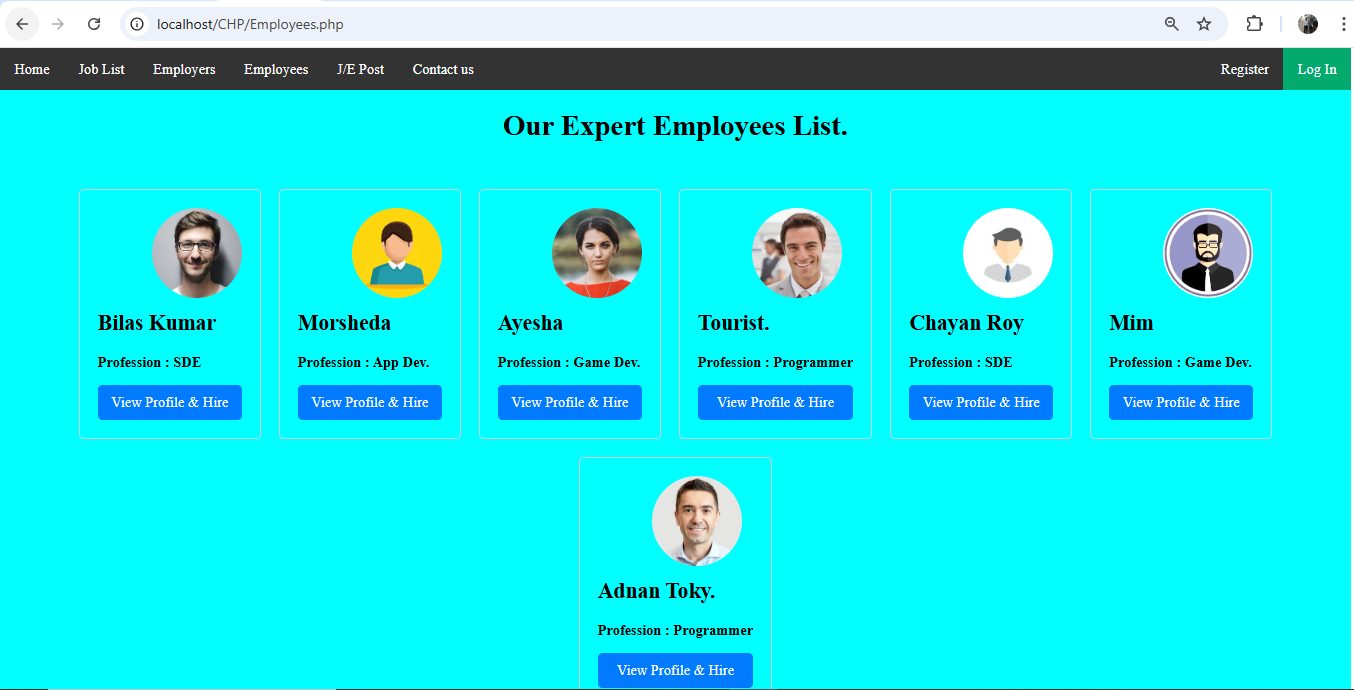 localhost/CHP/Employees.php
Home Job List Employers Employees J/E Post Contact us Register Log In
Our Expert Employees List.
Bilas Kumar Morsheda Ayesha Tourist. Chayan Roy Mim
Profession : SDE Profession : App Dev. Profession : Game Dev. Profession : Programmer Profession : SDE Profession : Game Dev.
View Profile & Hire View Profile & Hire View Profile & Hire View Profile & Hire View Profile & Hire View Profile & Hire
Adnan Toky.
Profession : Programmer
View Profile & Hire